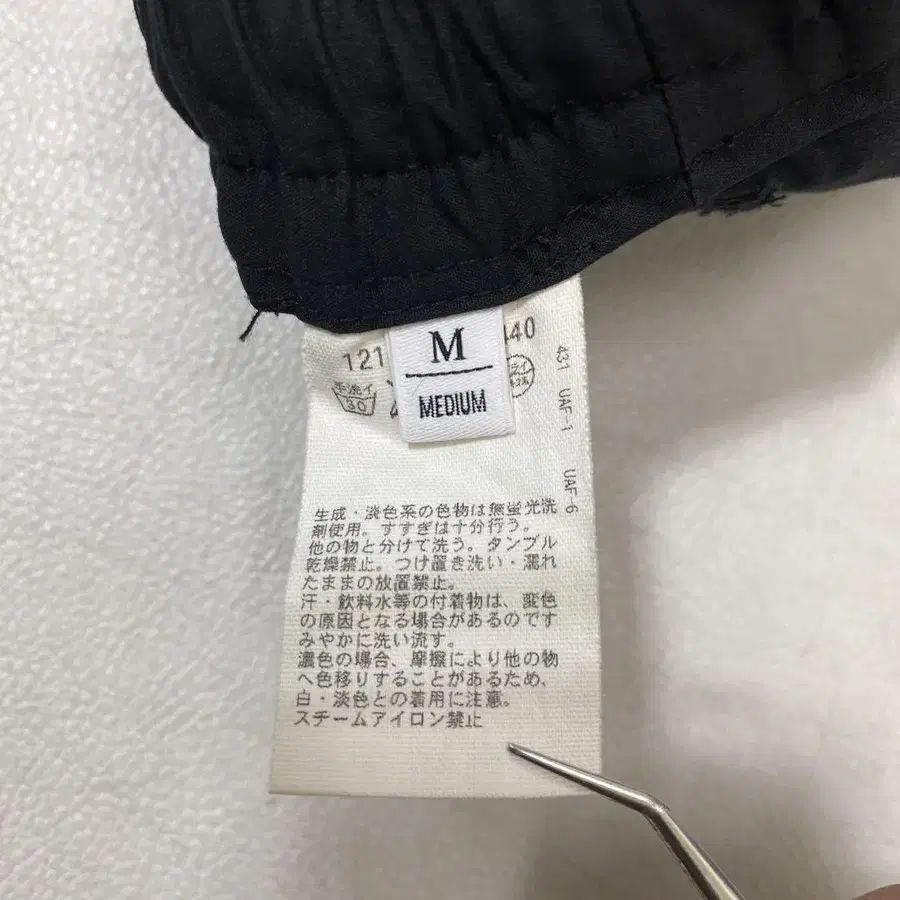 M
MEDIUM
121
440
手洗イ
30
431 UAF-1 UAF-6
生成・淡色系の色物は無蛍光洗
剤使用。すすぎは十分行う。
他の物と分けて洗う。タンブル
乾燥禁止。つけ置き洗い・濡れ
たままの放置禁止。
汗・飲料水等の付着物は、変色
の原因となる場合があるのです
みやかに洗い流す。
濃色の場合、摩擦により他の物
へ色移りすることがあるため、
白・淡色との着用に注意。
スチームアイロン禁止